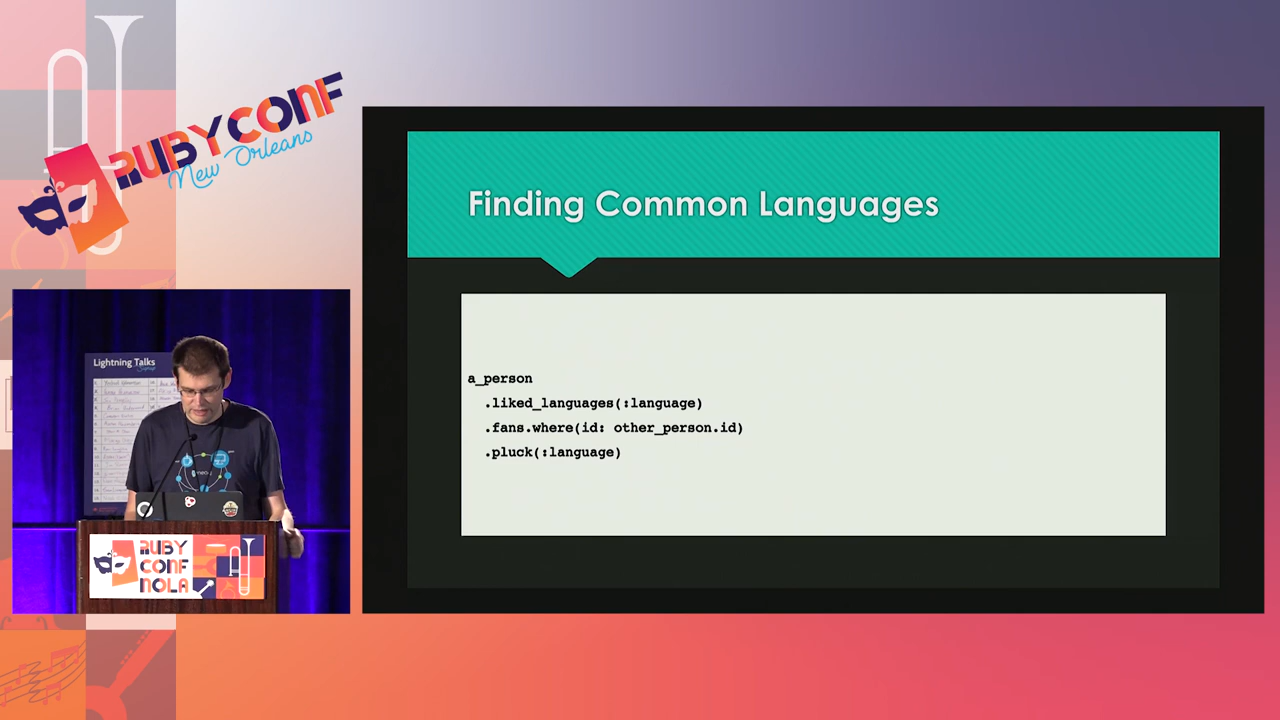 RUBYCONF
New Orleans
Finding Common Languages
a_person
.liked_languages(:language)
.fans.where(id: other_person.id)
.pluck(:language)
Lightning Talks
RUBY
CONF
NOLA